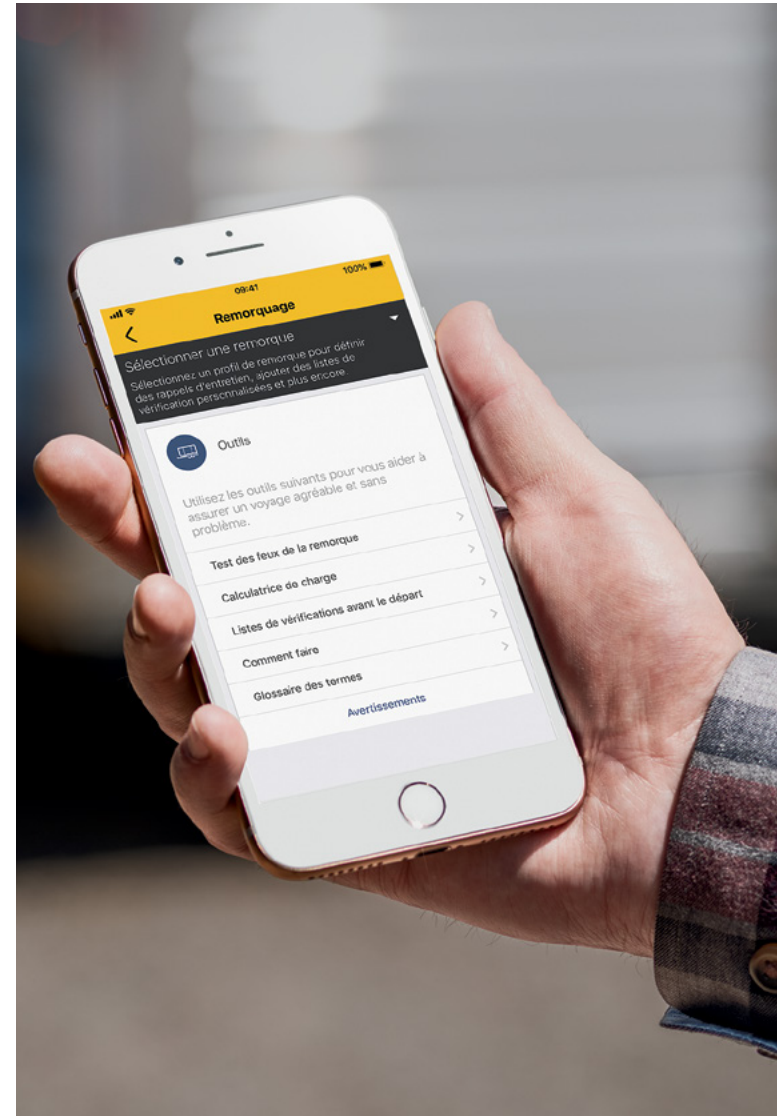 09:41
100%
Remorquage
Sélectionner une remorque
Sélectionnez un profil de remorque pour définir
des rappels d'entretien, ajouter des listes de
vérification personnalisées et plus encore.
Outils
Utilisez les outils suivants pour vous aider à
assurer un voyage agréable et sans
problème.
Test des feux de la remorque
Calculatrice de charge
Listes de vérifications avant le départ
Comment faire
Glossaire des termes
Avertissements